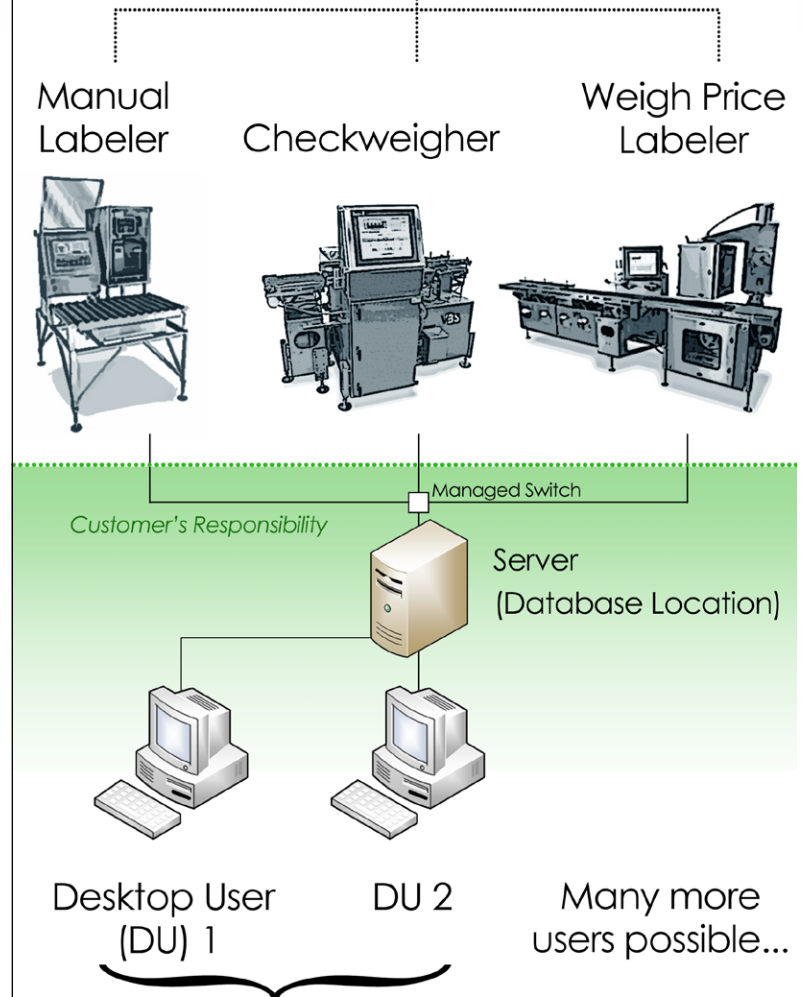 Manual
Labeler
Checkweigher
Weigh Price
Labeler
VBS
Managed Switch
Customer's Responsibility
Server
(Database Location)
Desktop User
(DU) 1
DU 2
Many more
users possible...